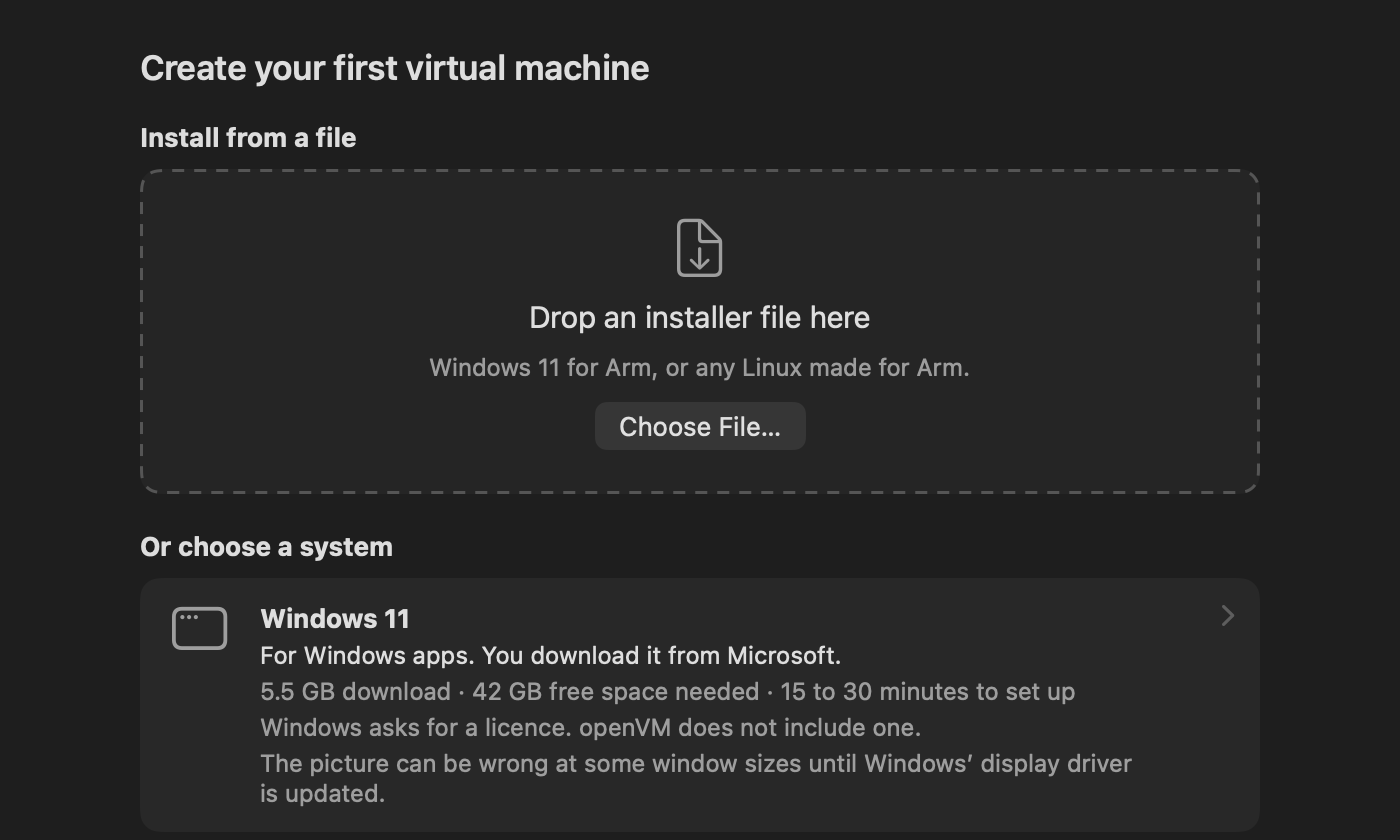 Create your first virtual machine
Install from a file
Drop an installer file here
Windows 11 for Arm, or any Linux made for Arm.
Choose File…
Or choose a system
Windows 11
For Windows apps. You download it from Microsoft.
5.5 GB download · 42 GB free space needed · 15 to 30 minutes to set up
Windows asks for a licence. openVM does not include one.
The picture can be wrong at some window sizes until Windows’ display driver
is updated.